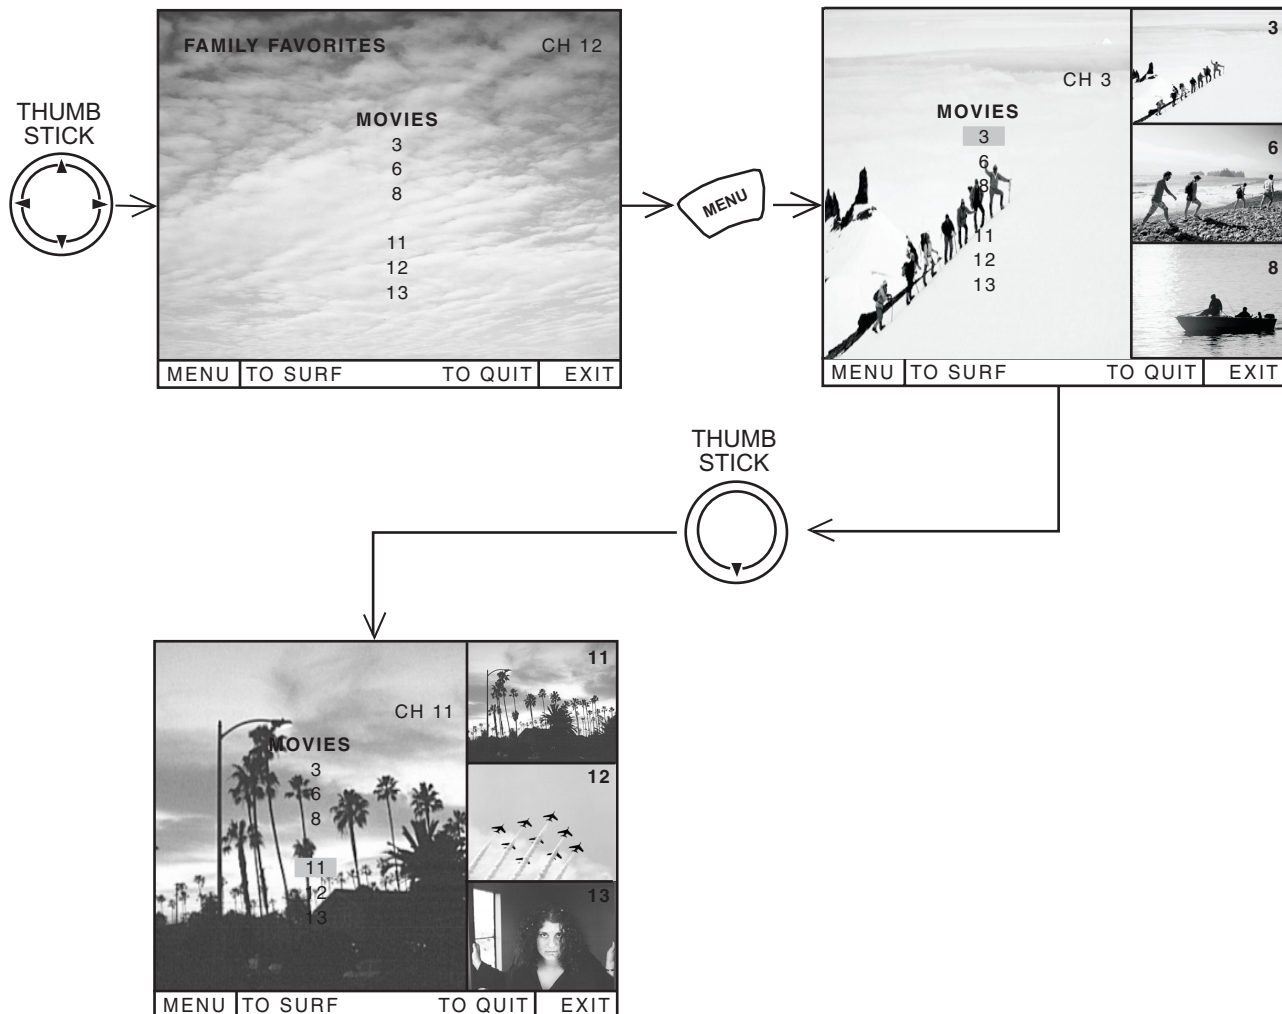 THUMB
STICK
FAMILY FAVORITES CH 12
MOVIES
3
6
8
11
12
13
MENU TO SURF TO QUIT EXIT
MENU
CH 3
MOVIES
3
6
8
11
12
13
3
6
8
MENU TO SURF TO QUIT EXIT
THUMB
STICK
CH 11
MOVIES
3
6
8
11
12
13
11
12
13
MENU TO SURF TO QUIT EXIT